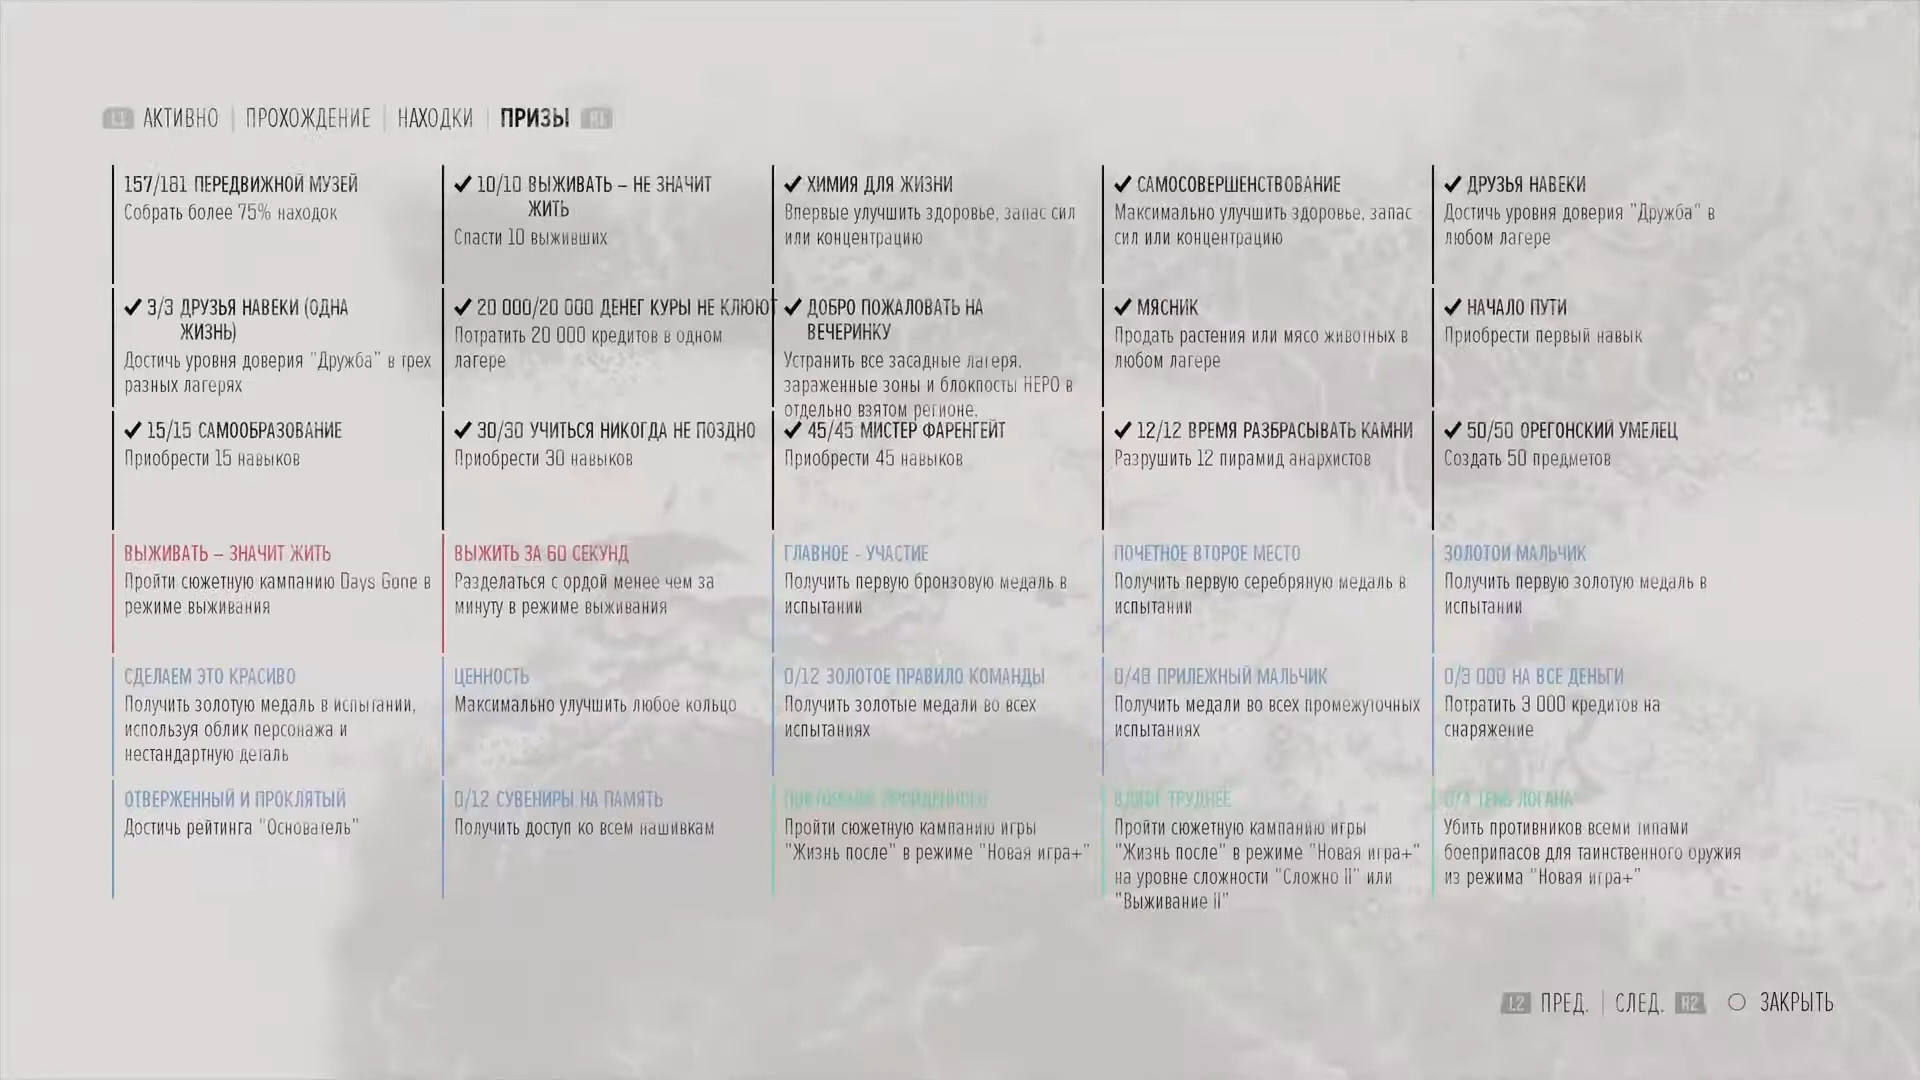 L1 АКТИВНО | ПРОХОЖДЕНИЕ | НАХОДКИ | ПРИЗЫ R1
157/181 ПЕРЕДВИЖНОЙ МУЗЕЙ
Собрать более 75% находок
✔ 10/10 ВЫЖИВАТЬ – НЕ ЗНАЧИТ
ЖИТЬ
Спасти 10 выживших
✔ ХИМИЯ ДЛЯ ЖИЗНИ
Впервые улучшить здоровье, запас сил
или концентрацию
✔ САМОСОВЕРШЕНСТВОВАНИЕ
Максимально улучшить здоровье, запас
сил или концентрацию
✔ ДРУЗЬЯ НАВЕКИ
Достичь уровня доверия "Дружба" в
любом лагере
✔ 3/3 ДРУЗЬЯ НАВЕКИ (ОДНА
ЖИЗНЬ)
Достичь уровня доверия "Дружба" в трех
разных лагерях
✔ 20 000/20 000 ДЕНЕГ КУРЫ НЕ КЛЮЮТ
Потратить 20 000 кредитов в одном
лагере
✔ ДОБРО ПОЖАЛОВАТЬ НА
ВЕЧЕРИНКУ
Устранить все засадные лагеря,
зараженные зоны и блокпосты НЕРО в
отдельно взятом регионе.
✔ МЯСНИК
Продать растения или мясо животных в
любом лагере
✔ НАЧАЛО ПУТИ
Приобрести первый навык
✔ 15/15 САМООБРАЗОВАНИЕ
Приобрести 15 навыков
✔ 30/30 УЧИТЬСЯ НИКОГДА НЕ ПОЗДНО
Приобрести 30 навыков
✔ 45/45 МИСТЕР ФАРЕНГЕЙТ
Приобрести 45 навыков
✔ 12/12 ВРЕМЯ РАЗБРАСЫВАТЬ КАМНИ
Разрушить 12 пирамид анархистов
✔ 50/50 ОРЕГОНСКИЙ УМЕЛЕЦ
Создать 50 предметов
ВЫЖИВАТЬ – ЗНАЧИТ ЖИТЬ
Пройти сюжетную кампанию Days Gone в
режиме выживания
ВЫЖИТЬ ЗА 60 СЕКУНД
Разделаться с ордой менее чем за
минуту в режиме выживания
ГЛАВНОЕ - УЧАСТИЕ
Получить первую бронзовую медаль в
испытании
ПОЧЕТНОЕ ВТОРОЕ МЕСТО
Получить первую серебряную медаль в
испытании
ЗОЛОТОЙ МАЛЬЧИК
Получить первую золотую медаль в
испытании
СДЕЛАЕМ ЭТО КРАСИВО
Получить золотую медаль в испытании,
используя облик персонажа и
нестандартную деталь
ЦЕННОСТЬ
Максимально улучшить любое кольцо
0/12 ЗОЛОТОЕ ПРАВИЛО КОМАНДЫ
Получить золотые медали во всех
испытаниях
0/48 ПРИЛЕЖНЫЙ МАЛЬЧИК
Получить медали во всех промежуточных
испытаниях
0/3 000 НА ВСЕ ДЕНЬГИ
Потратить 3 000 кредитов на
снаряжение
ОТВЕРЖЕННЫЙ И ПРОКЛЯТЫЙ
Достичь рейтинга "Основатель"
0/12 СУВЕНИРЫ НА ПАМЯТЬ
Получить доступ ко всем нашивкам
ПРОЙДЕННОГО
Пройти сюжетную кампанию игры
"Жизнь после" в режиме "Новая игра+"
ВДВОЕ ТРУДНЕЕ
Пройти сюжетную кампанию игры
"Жизнь после" в режиме "Новая игра+"
на уровне сложности "Сложно II" или
"Выживание II"
ТЕНЬ ЛОГАНА
Убить противников всеми типами
боеприпасов для таинственного оружия
из режима "Новая игра+"
L2 ПРЕД. | СЛЕД. R2 ЗАКРЫТЬ